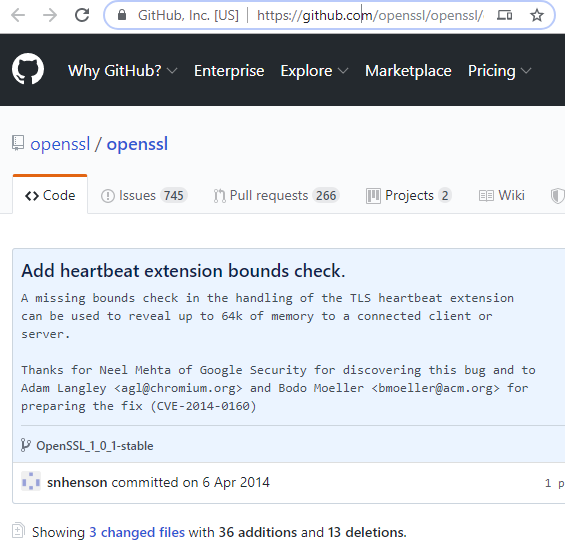 GitHub, Inc. [US] | https://github.com/openssl/openssl/
Why GitHub? Enterprise Explore Marketplace Pricing
openssl / openssl
Code Issues 745 Pull requests 266 Projects 2 Wiki
Add heartbeat extension bounds check.
A missing bounds check in the handling of the TLS heartbeat extension
can be used to reveal up to 64k of memory to a connected client or
server.
Thanks for Neel Mehta of Google Security for discovering this bug and to
Adam Langley <agl@chromium.org> and Bodo Moeller <bmoeller@acm.org> for
preparing the fix (CVE-2014-0160)
OpenSSL_1_0_1-stable
snhenson committed on 6 Apr 2014 1 p
Showing 3 changed files with 36 additions and 13 deletions.